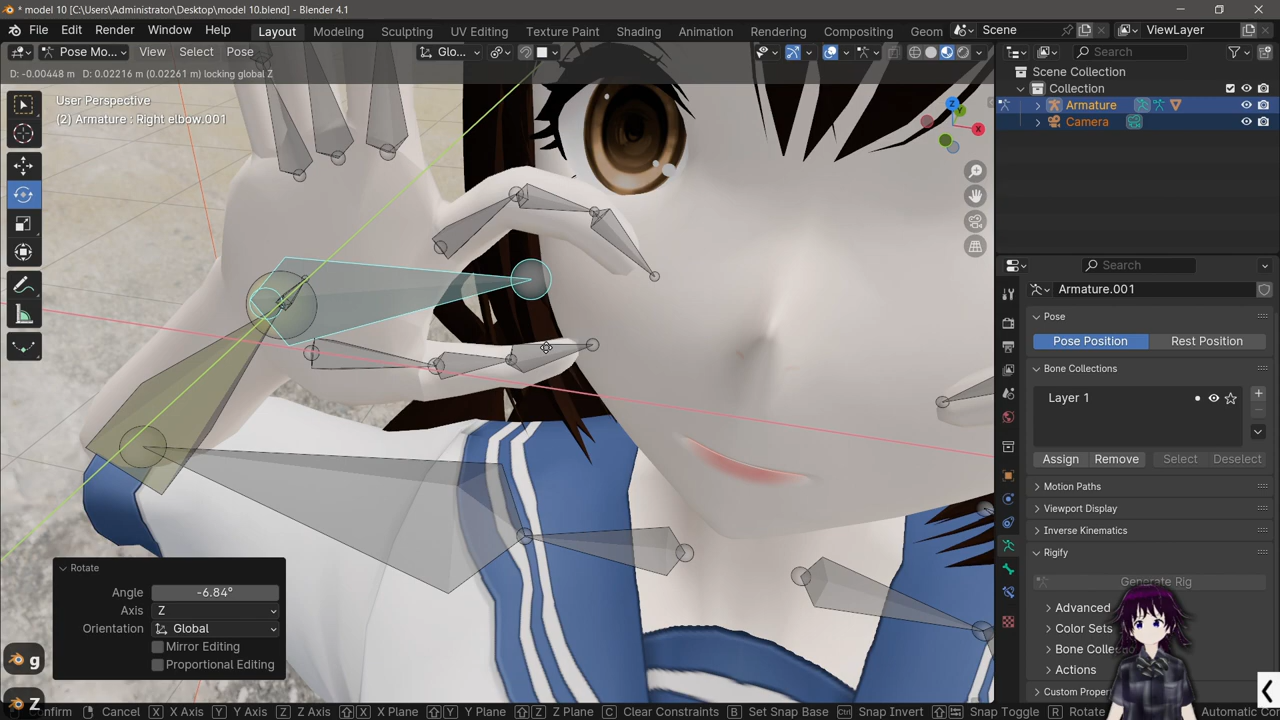 * model 10 [C:\Users\Administrator\Desktop\model 10.blend] - Blender 4.1
File Edit Render Window Help Layout Modeling Sculpting UV Editing Texture Paint Shading Animation Rendering Compositing Geom Scene ViewLayer
Pose Mo... View Select Pose Glo... Search
D: -0.00448 m D: 0.02216 m (0.02261 m) locking global Z
Scene Collection
User Perspective
(2) Armature : Right elbow.001
Collection
Armature
Camera
Z
Y
X
Search
Armature.001
Pose
Pose Position Rest Position
Bone Collections
Layer 1
Assign Remove Select Deselect
Motion Paths
Viewport Display
Inverse Kinematics
Rigify
Generate Rig
Advanced
Color Sets
Bone Collec
Actions
Custom Proper
Rotate
Angle -6.84°
Axis Z
Orientation Global
Mirror Editing
Proportional Editing
g
Z
Confirm Cancel X X Axis Y Y Axis Z Z Axis X X Plane Y Y Plane Z Z Plane C Clear Constraints B Set Snap Base Ctrl Snap Invert Snap Toggle R Rotate Automatic Co